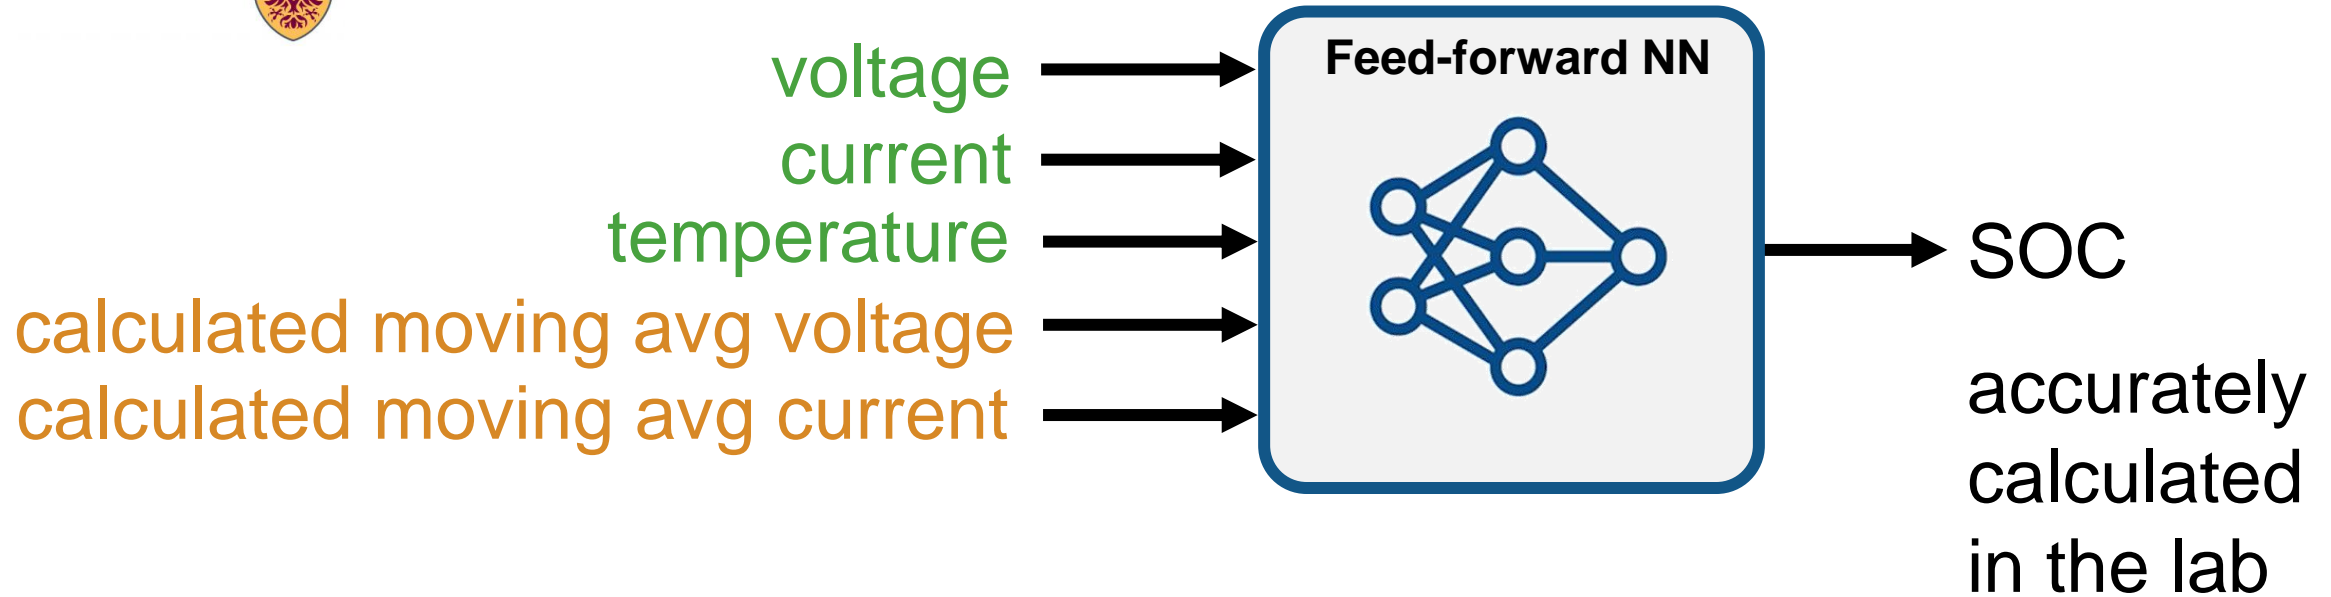 voltage
current
temperature
calculated moving avg voltage
calculated moving avg current
Feed-forward NN
SOC
accurately
calculated
in the lab